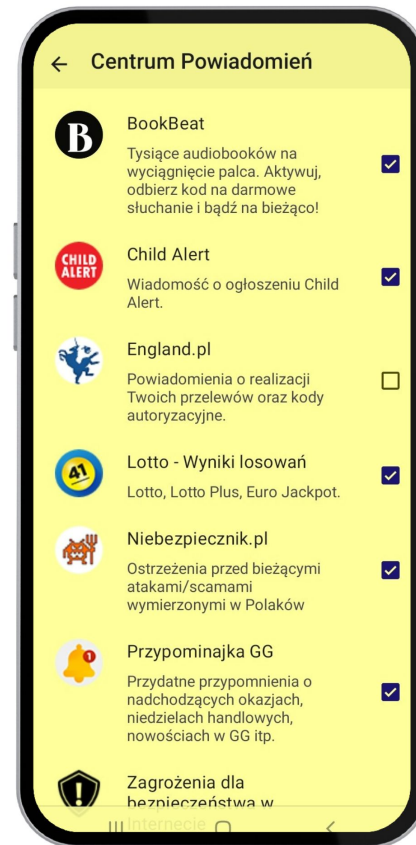 Centrum Powiadomień
B
BookBeat
Tysiące audiobooków na
wyciągnięcie palca. Aktywuj,
odbierz kod na darmowe
słuchanie i bądź na bieżąco!
CHILD
ALERT
Child Alert
Wiadomość o ogłoszeniu Child
Alert.
England.pl
Powiadomienia o realizacji
Twoich przelewów oraz kody
autoryzacyjne.
41
Lotto - Wyniki losowań
Lotto, Lotto Plus, Euro Jackpot.
Niebezpiecznik.pl
Ostrzeżenia przed bieżącymi
atakami/scamami
wymierzonymi w Polaków
1
Przypominajka GG
Przydatne przypomnienia o
nadchodzących okazjach,
niedzielach handlowych,
nowościach w GG itp.
Zagrożenia dla
bezpieczeństwa w
Internecie